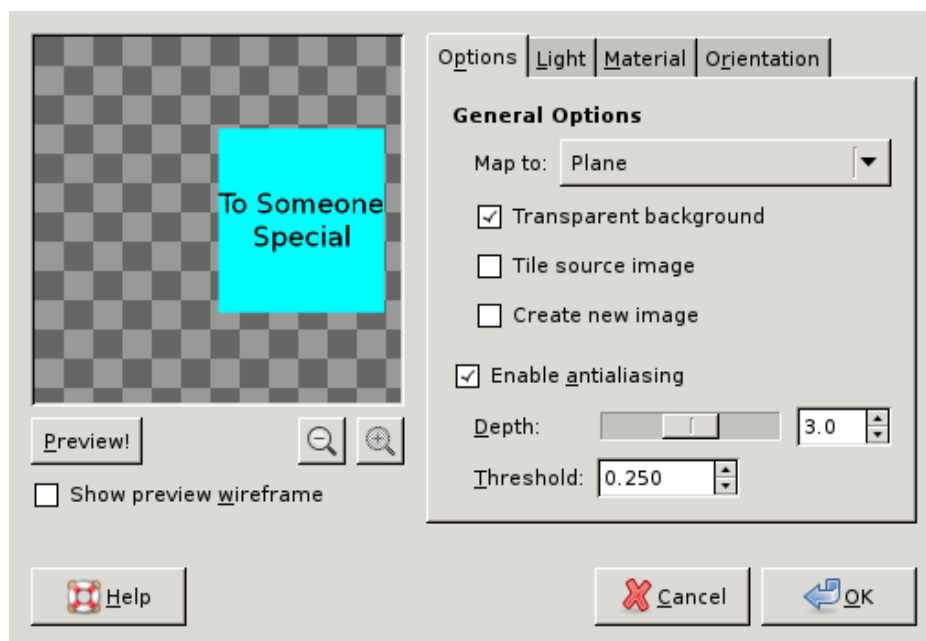 To Someone
Special
Preview!
Show preview wireframe
Options Light Material Orientation
General Options
Map to: Plane
Transparent background
Tile source image
Create new image
Enable antialiasing
Depth: 3.0
Threshold: 0.250
Help Cancel OK